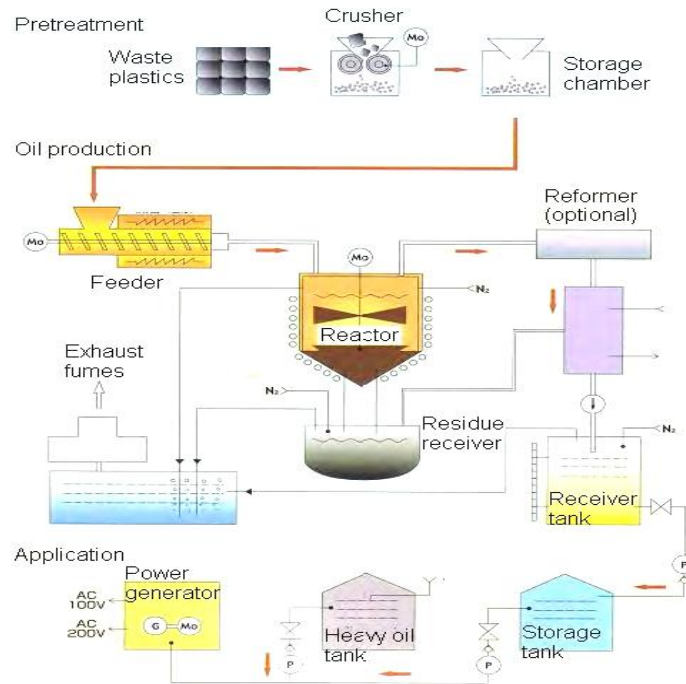 Pretreatment
Crusher
Waste
plastics
Mo
Storage
chamber
Oil production
Reformer
(optional)
Mo
Feeder
Mo
N₂
Reactor
Exhaust
fumes
N₂
Residue
receiver
N₂
Receiver
tank
Application
Power
generator
P
AC
100V
AC
200V
G
Mo
Heavy oil
tank
Storage
tank
P
P